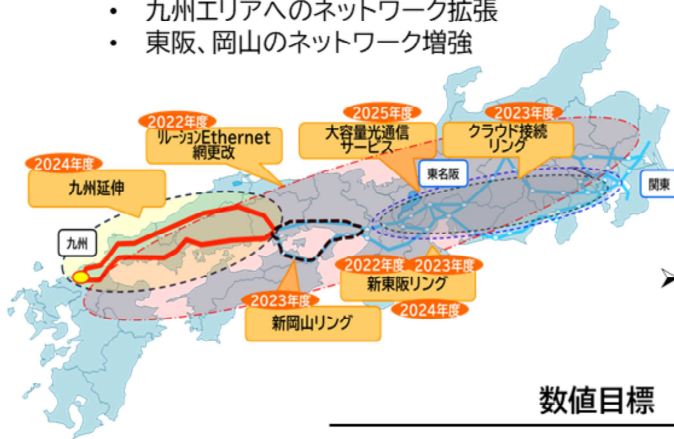 • 九州エリアへのネットワーク拡張
• 東阪、岡山のネットワーク増強
2022年度
リレーションEthernet
網更改
2025年度
大容量光通信
サービス
2023年度
クラウド接続
リング
2024年度
九州延伸
東名阪
関東
九州
2023年度
新岡山リング
2022年度 2023年度
新東阪リング
2024年度
➢
数値目標